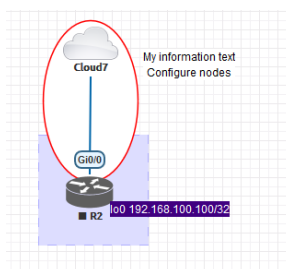 My information text
Cloud7
Configure nodes
Gi0/0
lo0 192.168.100.100/32
R2